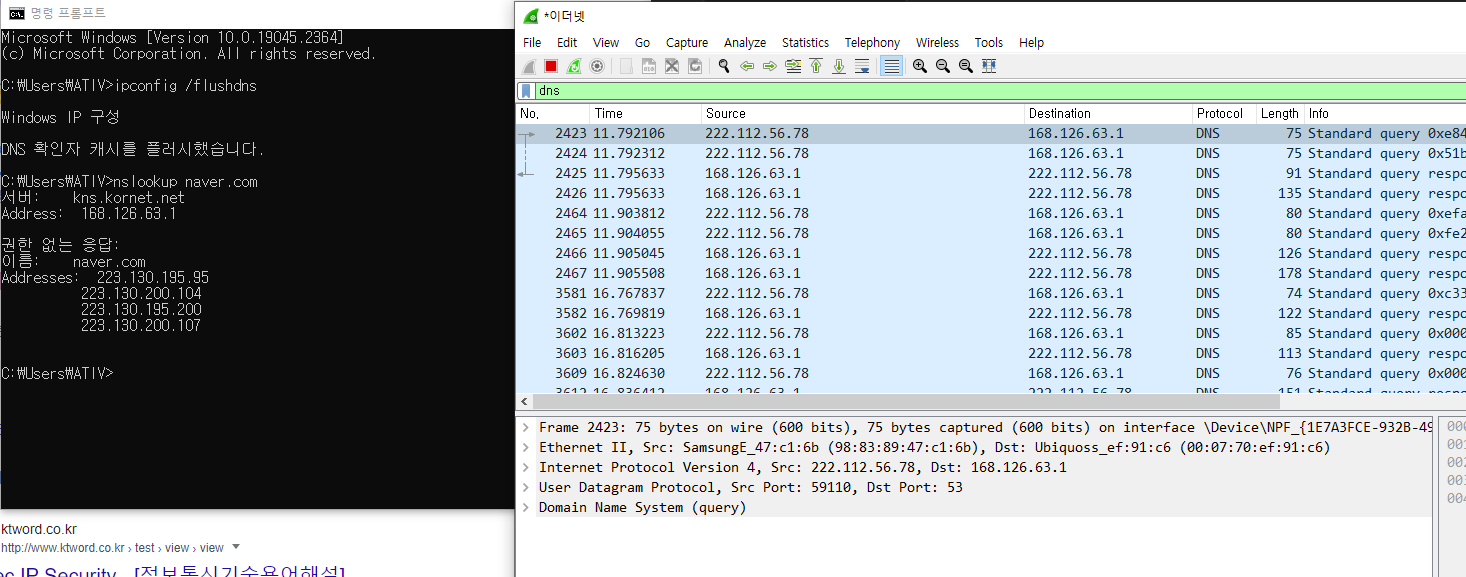 명령 프롬프트
Microsoft Windows [Version 10.0.19045.2364]
(c) Microsoft Corporation. All rights reserved.
C:₩Users₩ATIV>ipconfig /flushdns
Windows IP 구성
DNS 확인자 캐시를 플러시했습니다.
C:₩Users₩ATIV>nslookup naver.com
서버:    kns.kornet.net
Address:  168.126.63.1
권한 없는 응답:
이름:    naver.com
Addresses:  223.130.195.95
223.130.200.104
223.130.195.200
223.130.200.107
C:₩Users₩ATIV>
ktword.co.kr
http://www.ktword.co.kr › test › view › view
IP Security [정보통신기술용어해설]
*이더넷
File Edit View Go Capture Analyze Statistics Telephony Wireless Tools Help
dns
No. Time Source Destination Protocol Length Info
2423 11.792106 222.112.56.78 168.126.63.1 DNS 75 Standard query 0xe84
2424 11.792312 222.112.56.78 168.126.63.1 DNS 75 Standard query 0x51b
2425 11.795633 168.126.63.1 222.112.56.78 DNS 91 Standard query respo
2426 11.795633 168.126.63.1 222.112.56.78 DNS 135 Standard query respo
2464 11.903812 222.112.56.78 168.126.63.1 DNS 80 Standard query 0xefa
2465 11.904055 222.112.56.78 168.126.63.1 DNS 80 Standard query 0xfe2
2466 11.905045 168.126.63.1 222.112.56.78 DNS 126 Standard query respo
2467 11.905508 168.126.63.1 222.112.56.78 DNS 178 Standard query respo
3581 16.767837 222.112.56.78 168.126.63.1 DNS 74 Standard query 0xc33
3582 16.769819 168.126.63.1 222.112.56.78 DNS 122 Standard query respo
3602 16.813223 222.112.56.78 168.126.63.1 DNS 85 Standard query 0x000
3603 16.816205 168.126.63.1 222.112.56.78 DNS 113 Standard query respo
3609 16.824630 222.112.56.78 168.126.63.1 DNS 76 Standard query 0x000
3612 16.836412 168.126.63.1 222.112.56.78 DNS 151 Standard query respo
Frame 2423: 75 bytes on wire (600 bits), 75 bytes captured (600 bits) on interface \Device\NPF_{1E7A3FCE-932B-49
Ethernet II, Src: SamsungE_47:c1:6b (98:83:89:47:c1:6b), Dst: Ubiquoss_ef:91:c6 (00:07:70:ef:91:c6)
Internet Protocol Version 4, Src: 222.112.56.78, Dst: 168.126.63.1
User Datagram Protocol, Src Port: 59110, Dst Port: 53
Domain Name System (query)